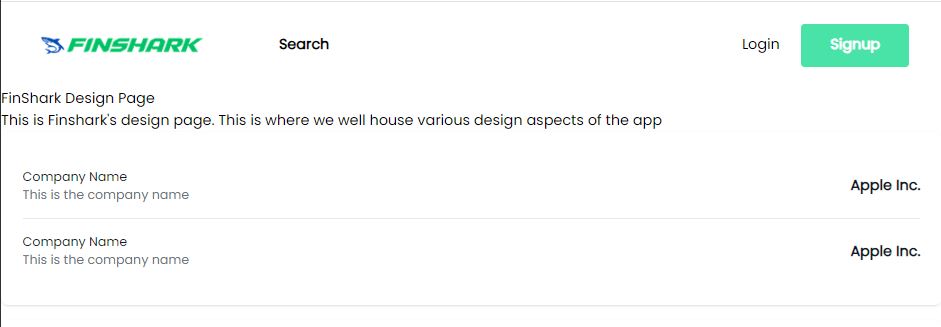 FINSHARK
Search
Login
Signup
FinShark Design Page
This is Finshark's design page. This is where we well house various design aspects of the app
Company Name
This is the company name
Apple Inc.
Company Name
This is the company name
Apple Inc.